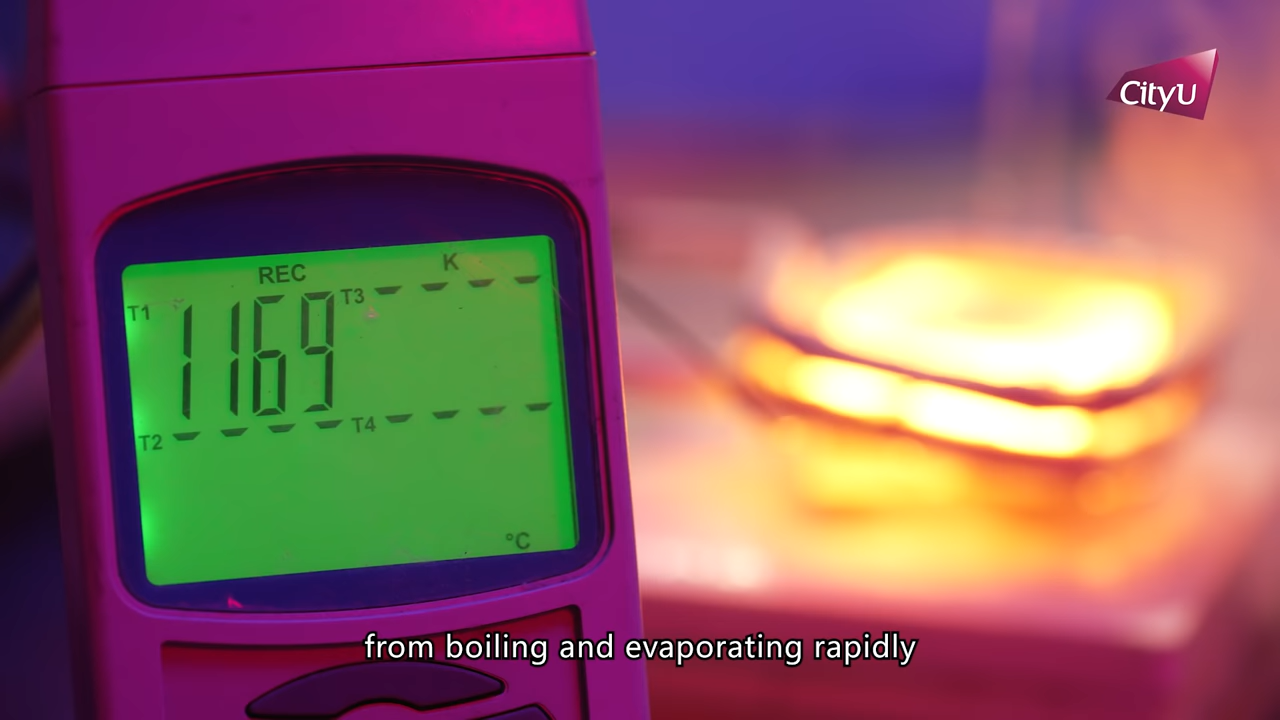 CityU
REC K
T1 1169 T3 ----
T2 ---- T4 ----
°C
from boiling and evaporating rapidly